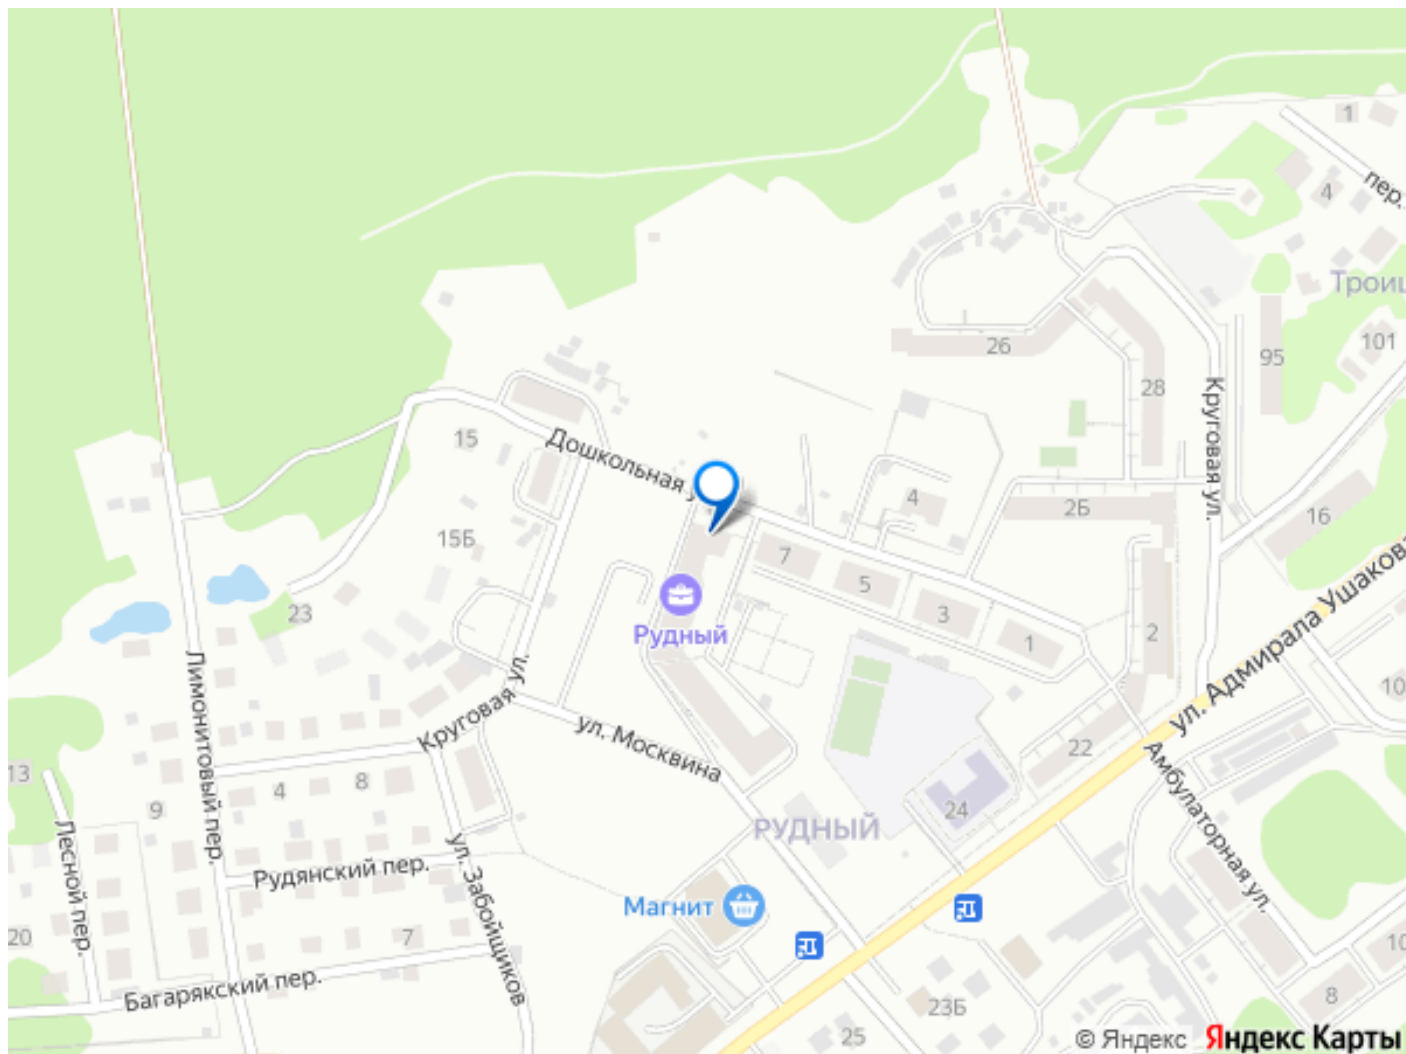 1
пер.
4
Троиц
101
95
26
28
Круговая ул.
Дошкольная у
15
4
2Б
16
15Б
7
5
3
1
2
23
Рудный
ул. Адмирала Ушакова
Лимонитовый пер.
Круговая ул.
ул. Москвина
22
10
Амбулаторная ул.
13
9
4
8
24
РУДНЫЙ
Лесной пер.
Рудянский пер.
ул. Забойщиков
Магнит
20
7
10
Багарякский пер.
23Б
8
25
© Яндекс Яндекс Карты